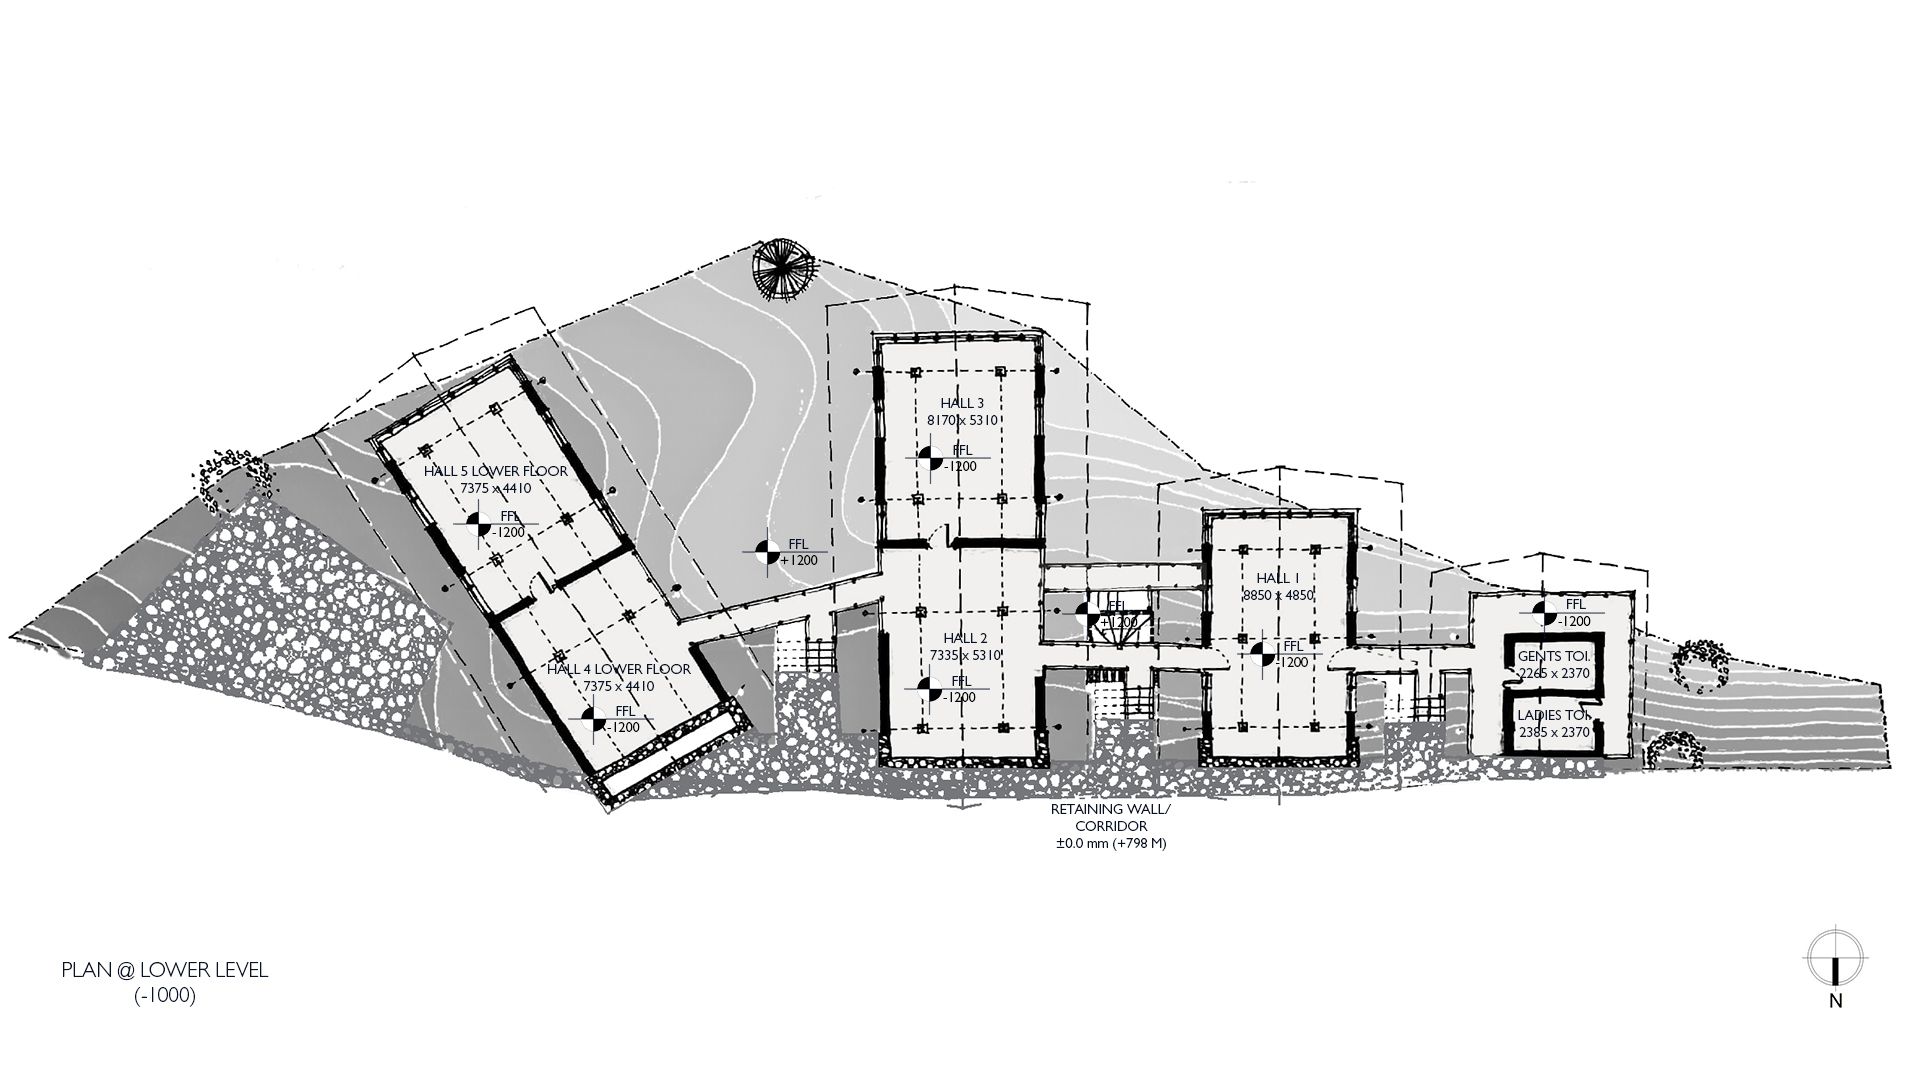 HALL 3
8170 x 5310
FFL
-1200
HALL 5 LOWER FLOOR
7375 x 4410
FFL
-1200
FFL
+1200
HALL 1
8850 x 4850
FFL
+1200
FFL
-1200
HALL 2
7335 x 5310
FFL
-1200
FFL
-1200
GENTS TOI.
2265 x 2370
LADIES TOI.
2385 x 2370
HALL 4 LOWER FLOOR
7375 x 4410
FFL
-1200
RETAINING WALL/
CORRIDOR
±0.0 mm (+798 M)
PLAN @ LOWER LEVEL
(-1000)
N